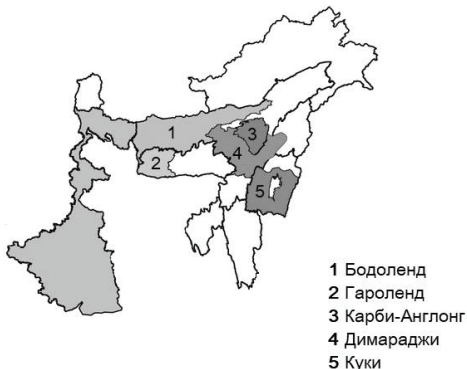 1
2
3
4
5
1 Бодоленд
2 Гароленд
3 Карби-Англонг
4 Димараджи
5 Куки